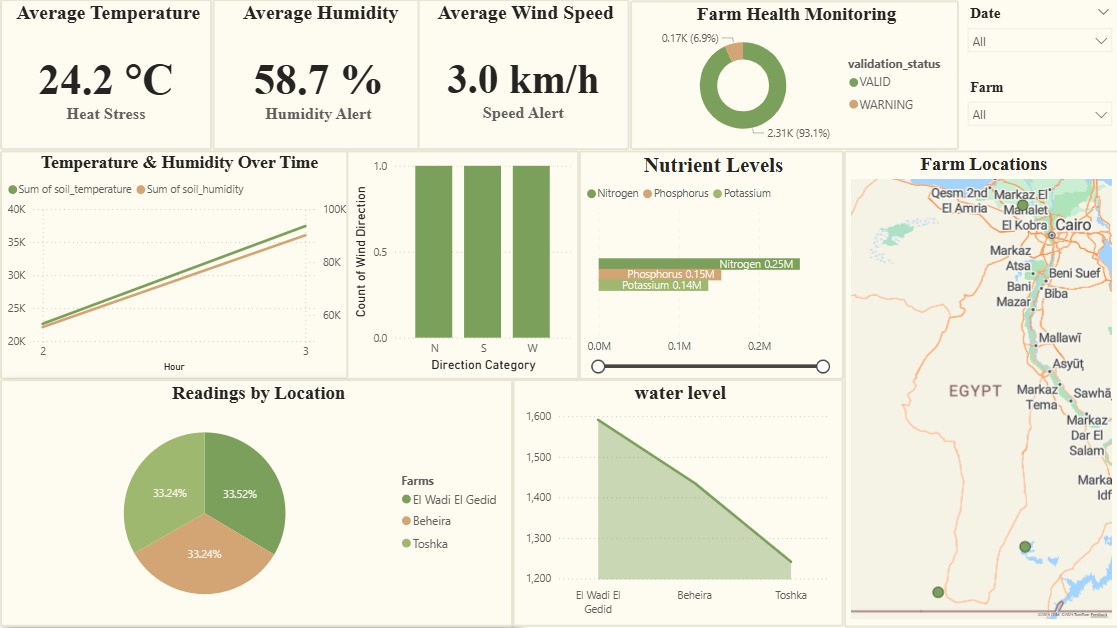 Average Temperature
24.2 °C
Heat Stress
Average Humidity
58.7 %
Humidity Alert
Average Wind Speed
3.0 km/h
Speed Alert
Farm Health Monitoring
0.17K (6.9%)
2.31K (93.1%)
validation_status
VALID
WARNING
Date
All
Farm
All
Temperature & Humidity Over Time
Sum of soil_temperature
Sum of soil_humidity
40K
35K
30K
25K
20K
100K
80K
60K
2
3
Hour
Count of Wind Direction
1.0
0.5
0.0
N
S
W
Direction Category
Nutrient Levels
Nitrogen
Phosphorus
Potassium
Nitrogen 0.25M
Phosphorus 0.15M
Potassium 0.14M
0.0M
0.1M
0.2M
Farm Locations
Qesm 2nd
El Amria
Markaz El
Mahalet
El Kobra
Cairo
Markaz
Atsa
Beni Suef
Bani
Mazar
Biba
Mallawī
Asyūţ
EGYPT
Markaz
Tema
Sawhā
Markaz
Dar El
Salam
Marka
Idf
Readings by Location
33.24%
33.52%
33.24%
Farms
El Wadi El Gedid
Beheira
Toshka
water level
1,600
1,500
1,400
1,300
1,200
El Wadi El
Gedid
Beheira
Toshka